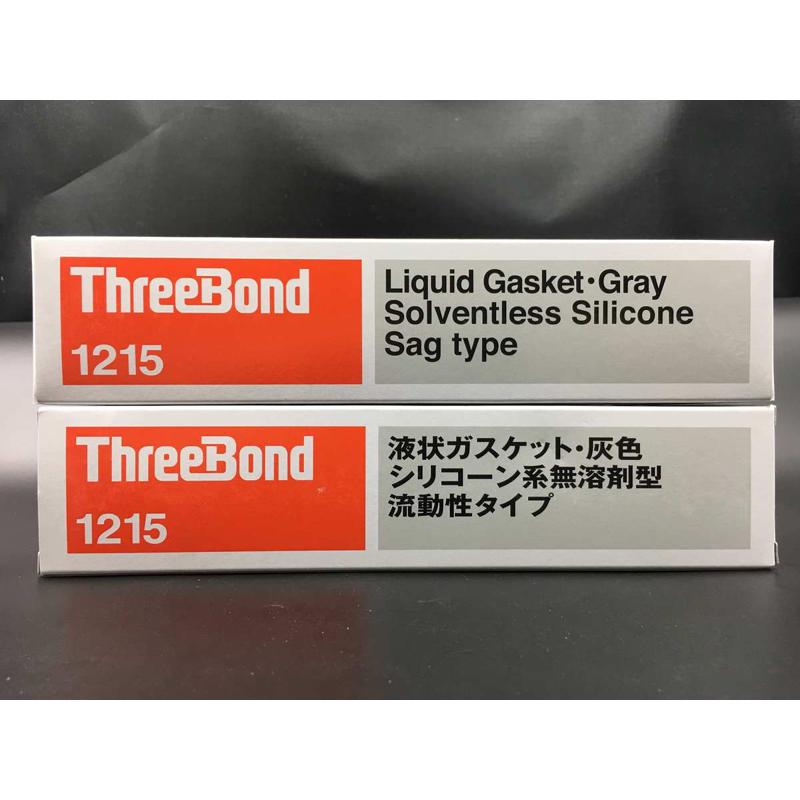 ThreeBond
1215
Liquid Gasket・Gray
Solventless Silicone
Sag type
ThreeBond
1215
液状ガスケット・灰色
シリコーン系無溶剤型
流動性タイプ